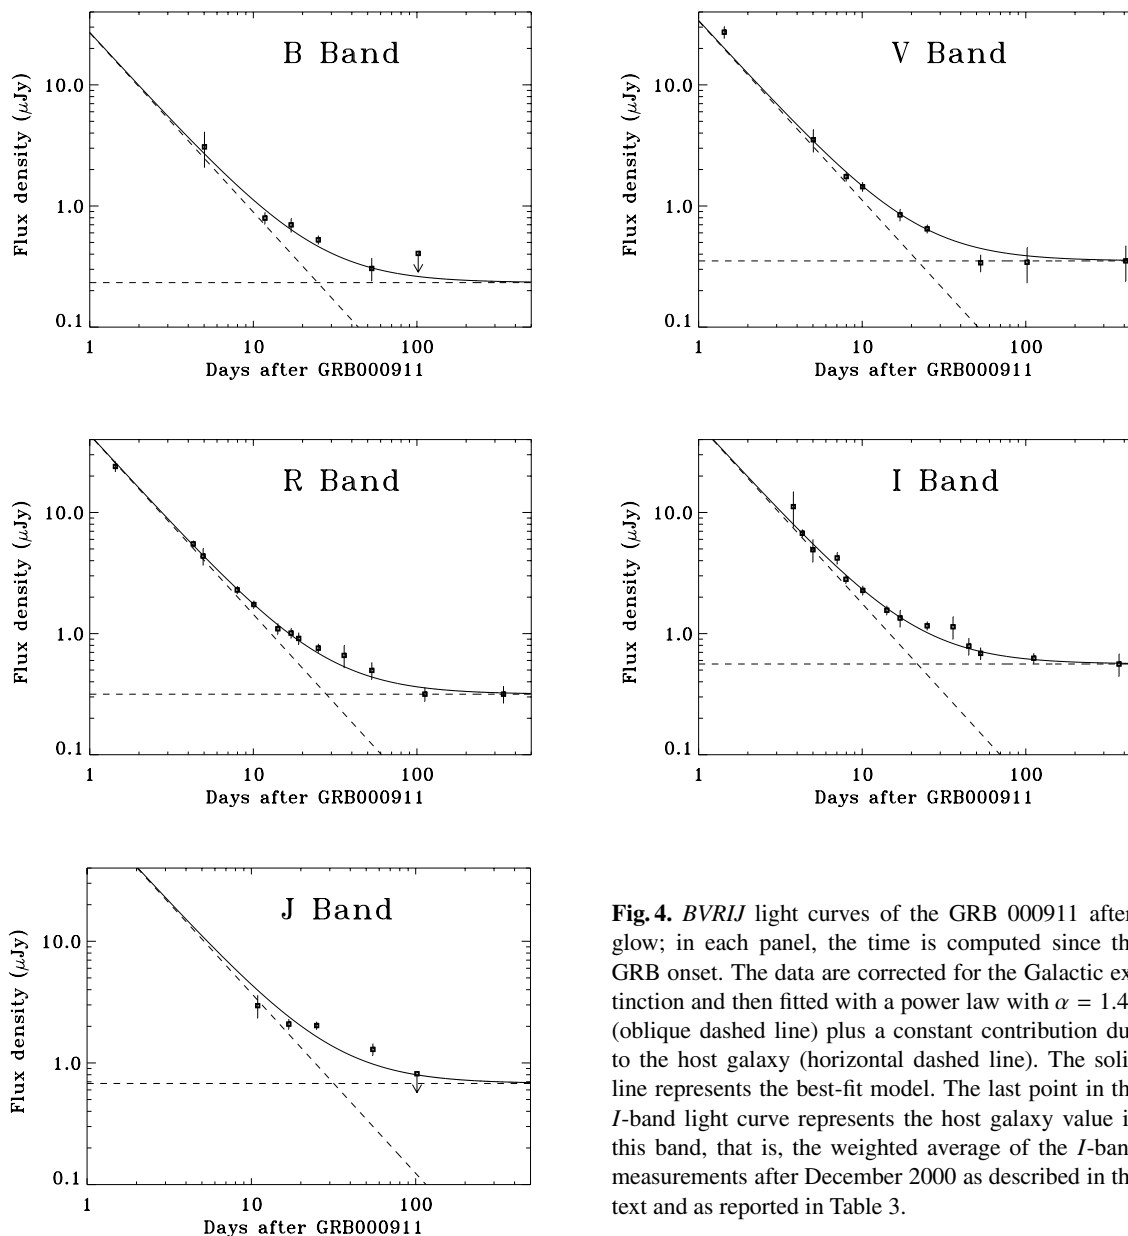 B Band
Flux density (μJy)
10.0
1.0
0.1
1 10 100
Days after GRB000911
V Band
Flux density (μJy)
10.0
1.0
0.1
1 10 100
Days after GRB000911
R Band
Flux density (μJy)
10.0
1.0
0.1
1 10 100
Days after GRB000911
I Band
Flux density (μJy)
10.0
1.0
0.1
1 10 100
Days after GRB000911
J Band
Flux density (μJy)
10.0
1.0
0.1
1 10 100
Days after GRB000911
Fig. 4. BVRIJ light curves of the GRB 000911 after
glow; in each panel, the time is computed since th
GRB onset. The data are corrected for the Galactic ex
tinction and then fitted with a power law with α = 1.4
(oblique dashed line) plus a constant contribution du
to the host galaxy (horizontal dashed line). The soli
line represents the best-fit model. The last point in th
I-band light curve represents the host galaxy value i
this band, that is, the weighted average of the I-ban
measurements after December 2000 as described in th
text and as reported in Table 3.